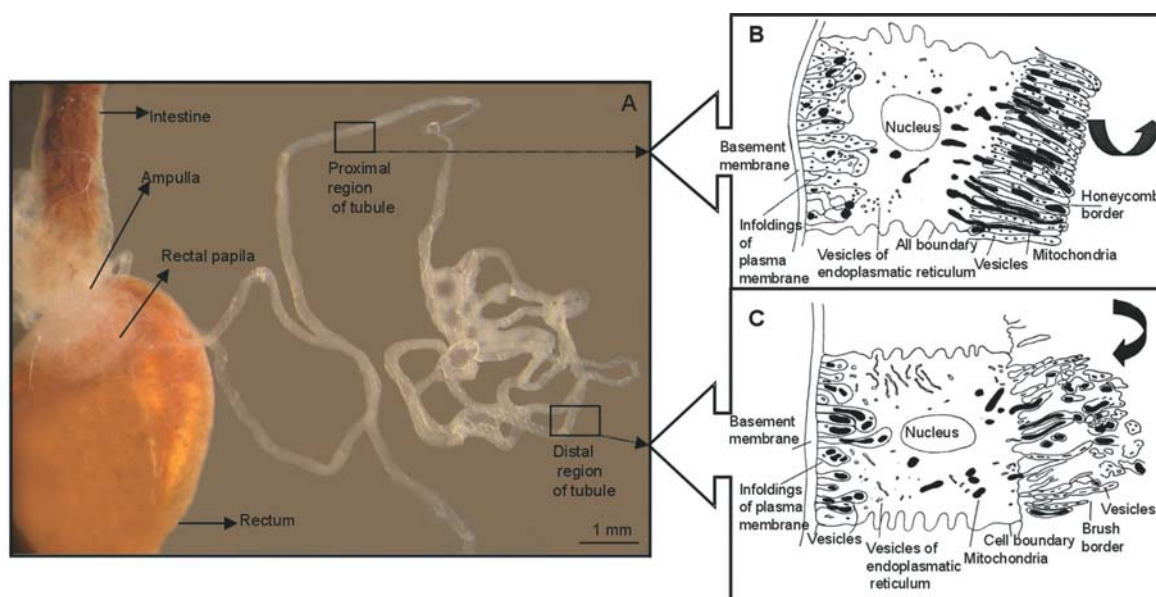 A
Intestine
Ampulla
Rectal papila
Proximal
region
of tubule
Distal
region
of tubule
Rectum
1 mm
B
Nucleus
Basement
membrane
Infoldings
of plasma
membrane
Vesicles of
endoplasmatic reticulum
All boundary
Vesicles
Mitochondria
Honeycomb
border
C
Nucleus
Basement
membrane
Infoldings
of plasma
membrane
Vesicles
Vesicles of
endoplasmatic
reticulum
Mitochondria
Cell boundary
Brush
border
Vesicles